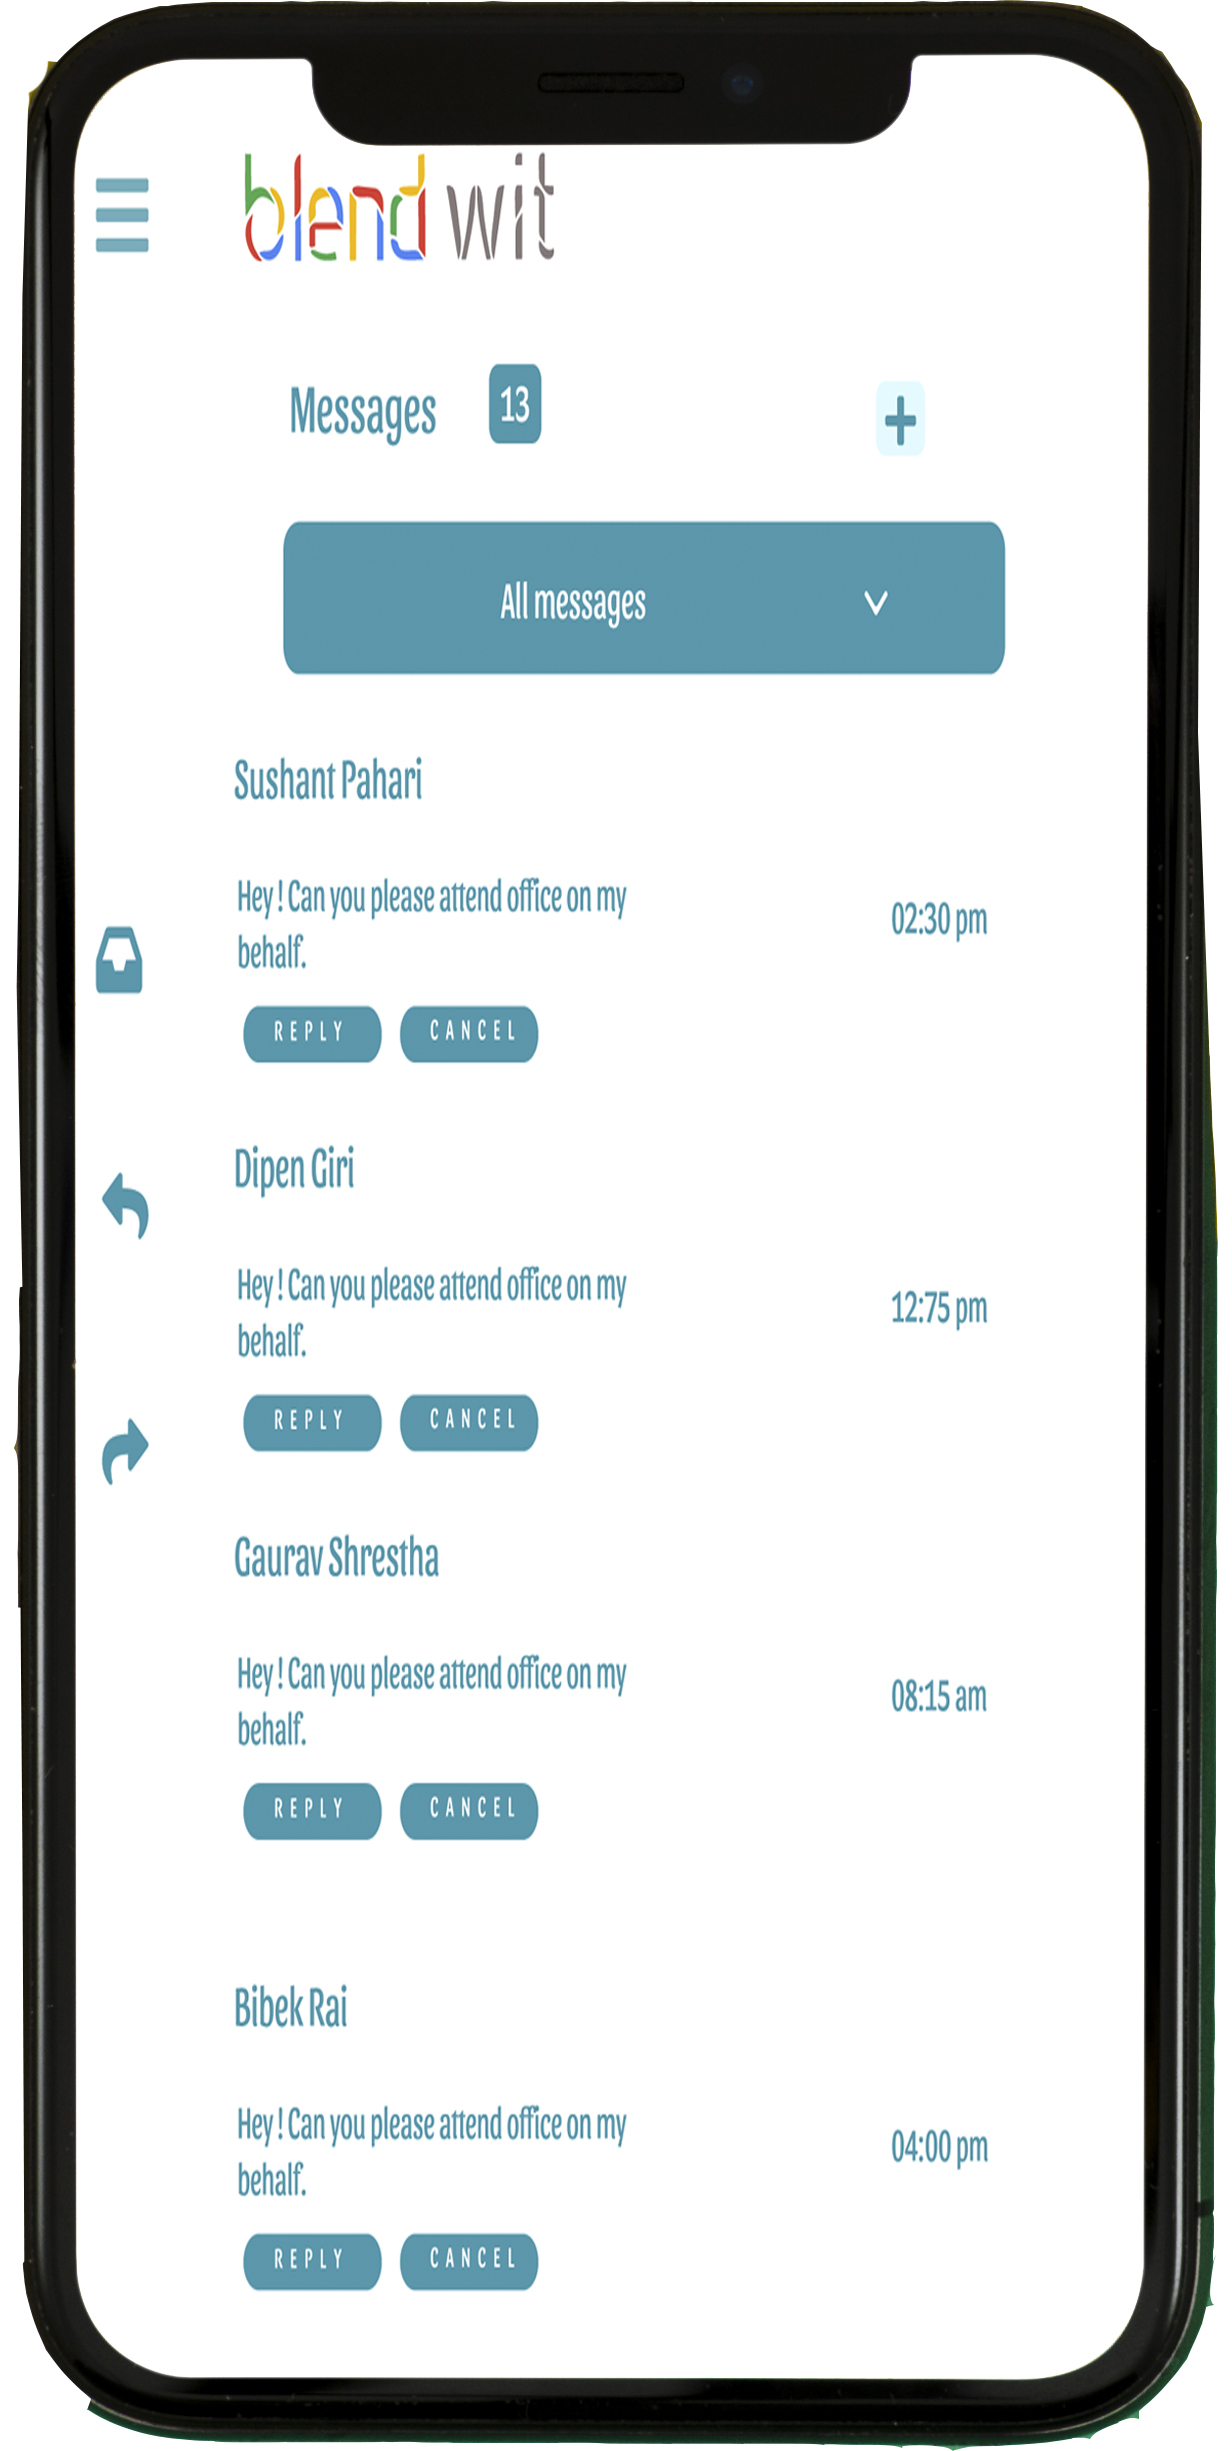 blend wit
Messages 13
All messages
Sushant Pahari
Hey ! Can you please attend office on my
behalf.
02:30 pm
REPLY CANCEL
Dipen Giri
Hey ! Can you please attend office on my
behalf.
12:75 pm
REPLY CANCEL
Gaurav Shrestha
Hey ! Can you please attend office on my
behalf.
08:15 am
REPLY CANCEL
Bibek Rai
Hey ! Can you please attend office on my
behalf.
04:00 pm
REPLY CANCEL